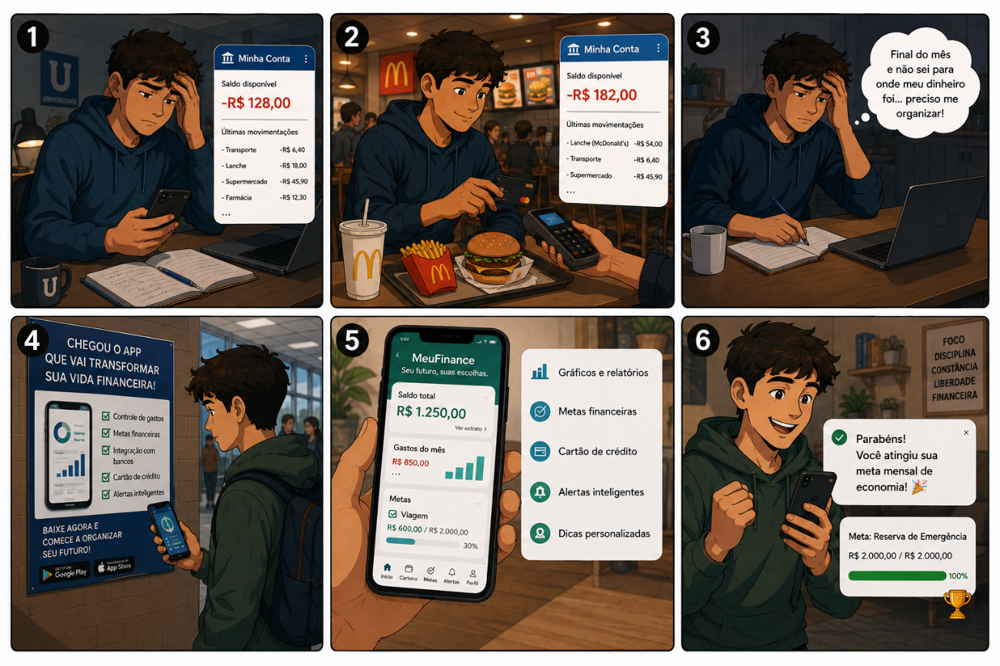 1
U
UNIVERSIDADE
Minha Conta
Saldo disponível
-R$ 128,00
Últimas movimentações
- Transporte -R$ 6,40
- Lanche -R$ 18,00
- Supermercado -R$ 45,90
- Farmácia -R$ 12,30
...
U
2
Minha Conta
Saldo disponível
-R$ 182,00
Últimas movimentações
- Lanche (McDonald's) -R$ 54,00
- Transporte -R$ 6,40
- Supermercado -R$ 45,90
...
3
Final do mês
e não sei para
onde meu dinheiro
foi... preciso me
organizar!
4
CHEGOU O APP
QUE VAI TRANSFORMAR
SUA VIDA FINANCEIRA!
Controle de gastos
Metas financeiras
Integração com
bancos
Cartão de crédito
Alertas inteligentes
BAIXE AGORA E
COMECE A ORGANIZAR
SEU FUTURO!
GET IT ON
Google Play
App Store
5
MeuFinance
Seu futuro, suas escolhas.
Saldo total
R$ 1.250,00
Ver extrato >
Gastos do mês
R$ 850,00
...
Metas
Viagem
R$ 600,00 / R$ 2.000,00
30%
Início Carteira Metas Alertas Perfil
Gráficos e relatórios
Metas financeiras
Cartão de crédito
Alertas inteligentes
Dicas personalizadas
6
FOCO
DISCIPLINA
CONSTÂNCIA
LIBERDADE
FINANCEIRA
Parabéns!
Você atingiu sua
meta mensal de
economia! 🎉
Meta: Reserva de Emergência
R$ 2.000,00 / R$ 2.000,00
100%